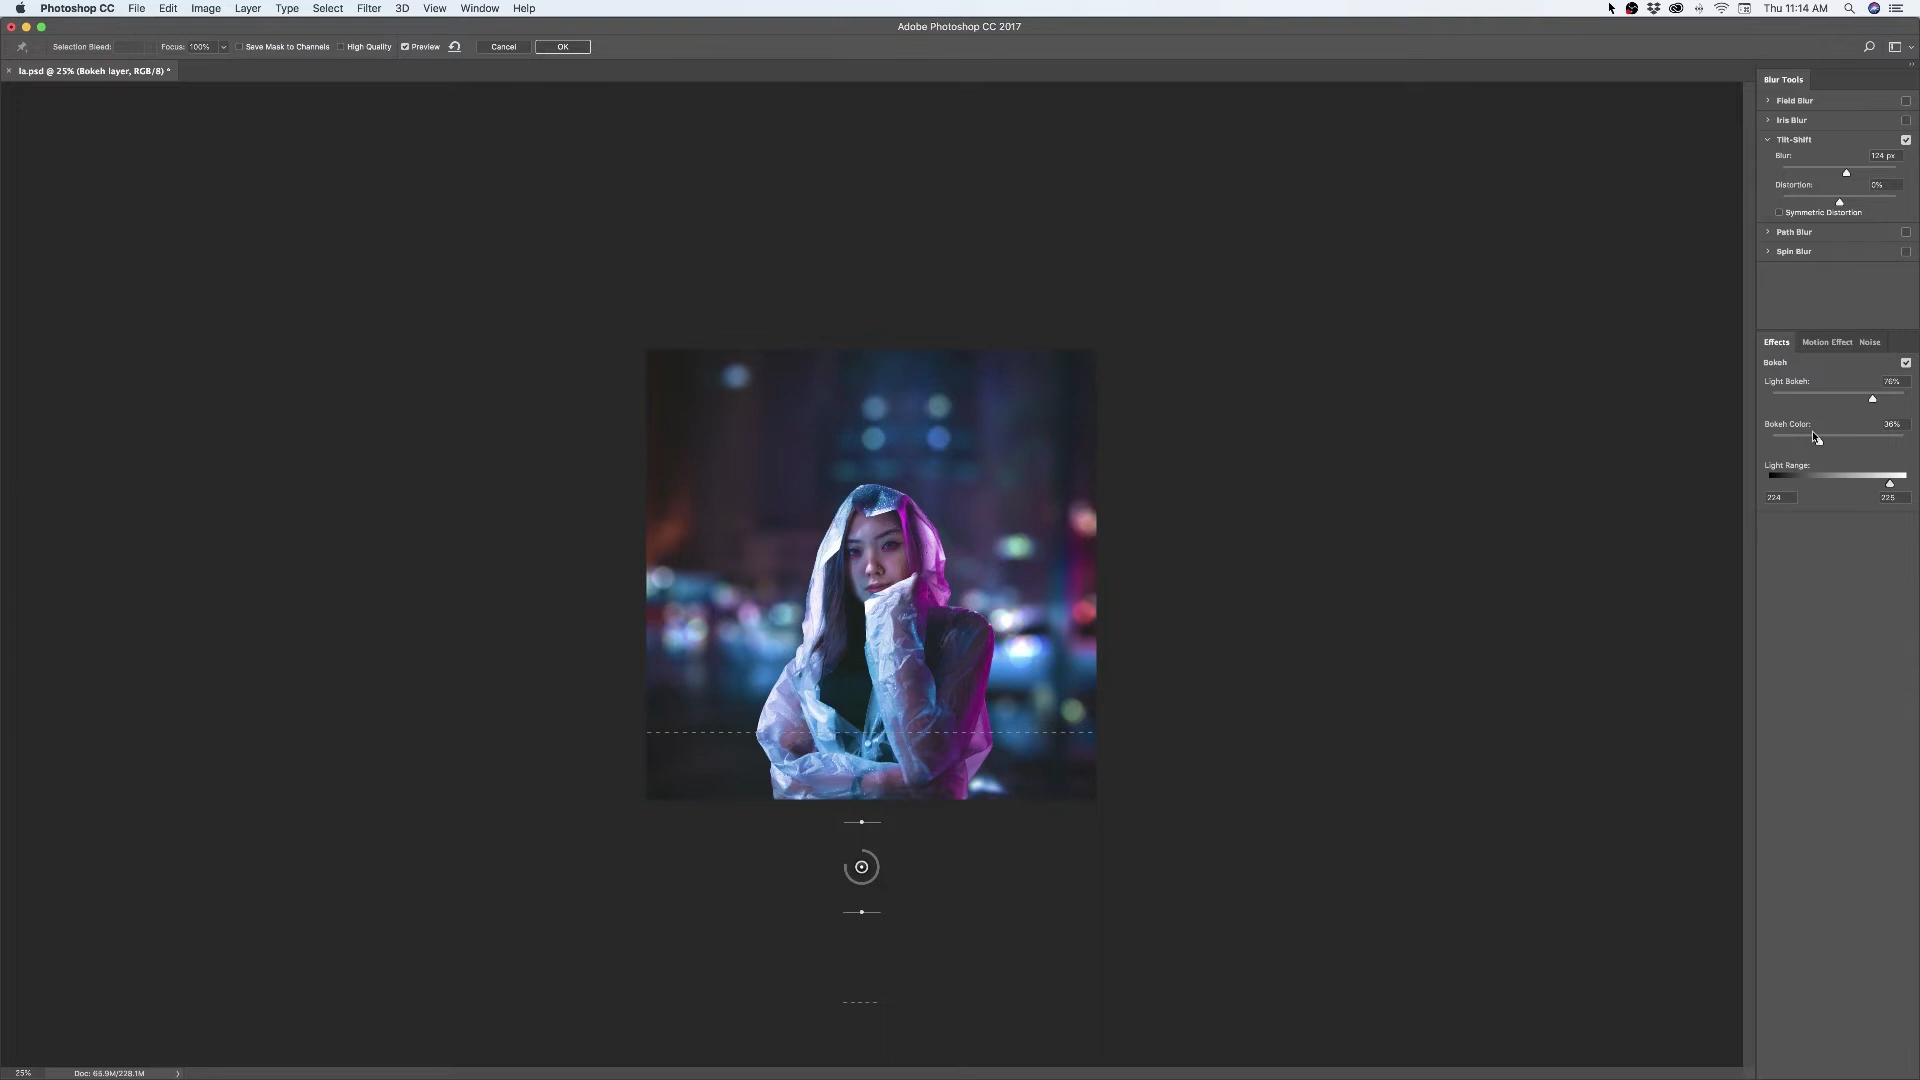 Photoshop CC File Edit Image Layer Type Select Filter 3D View Window Help Thu 11:14 AM
Adobe Photoshop CC 2017
Selection Bleed: Focus: 100% Save Mask to Channels High Quality Preview Cancel OK
la.psd @ 25% (Bokeh layer, RGB/8) *
Blur Tools
Field Blur
Iris Blur
Tilt-Shift
Blur: 124 px
Distortion: 0%
Symmetric Distortion
Path Blur
Spin Blur
Effects Motion Effect Noise
Bokeh
Light Bokeh: 76%
Bokeh Color: 36%
Light Range:
224 225
25% Doc: 65.9M/228.1M